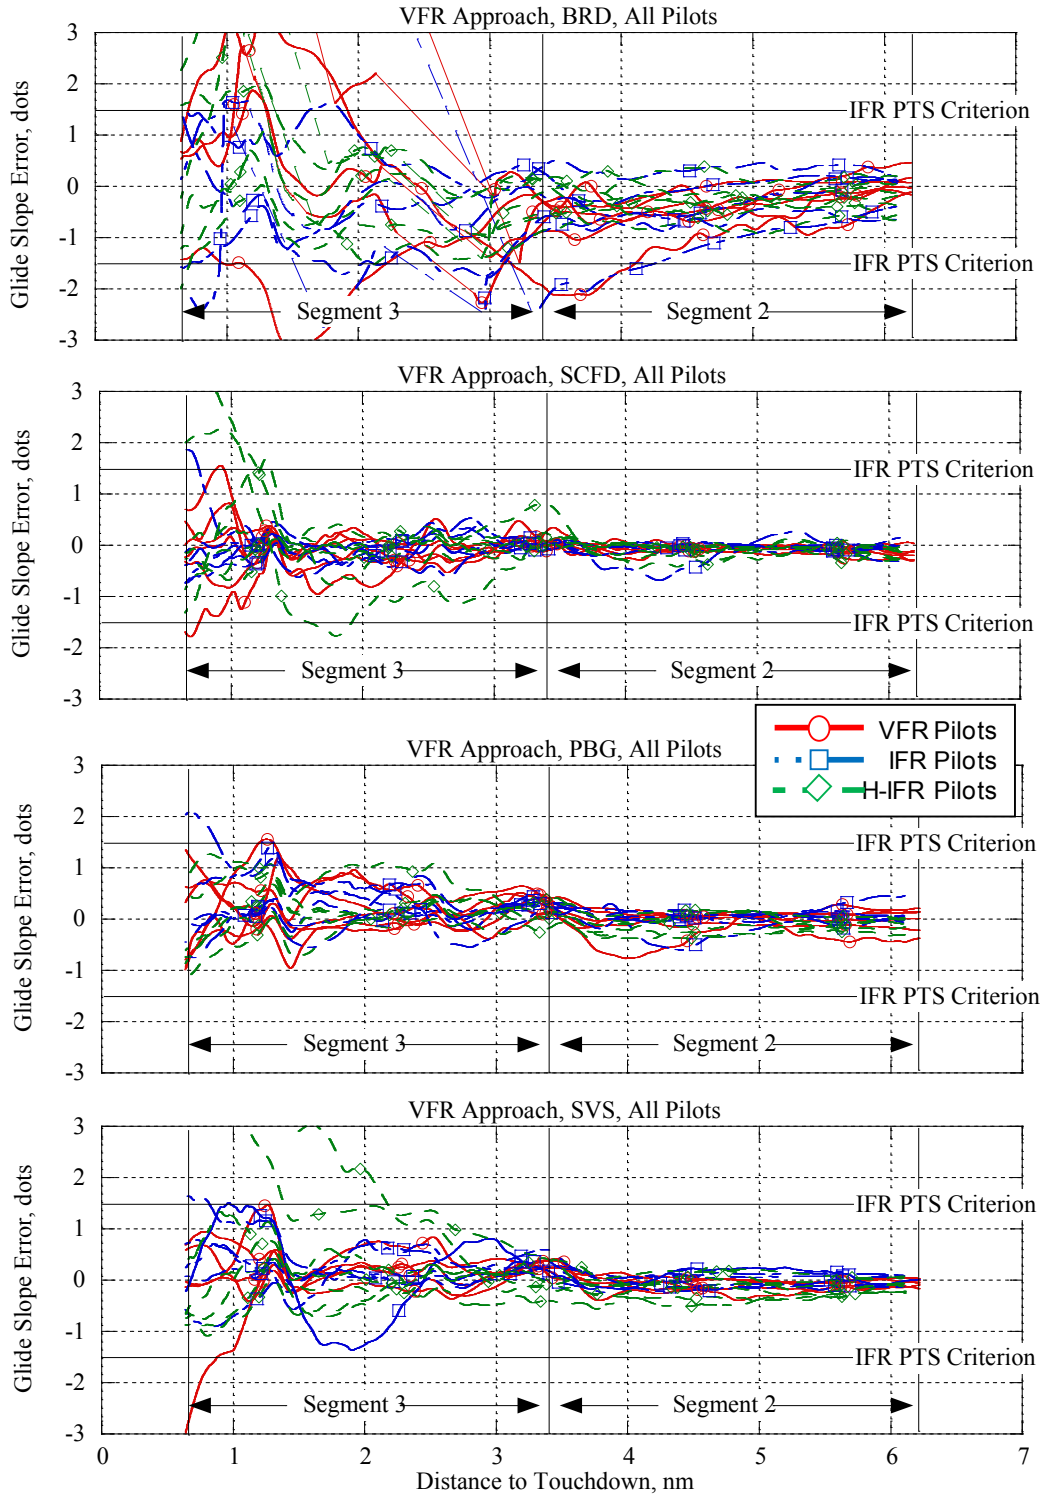 VFR Approach, BRD, All Pilots
Glide Slope Error, dots
3
2
1
0
-1
-2
-3
IFR PTS Criterion
IFR PTS Criterion
Segment 3
Segment 2
VFR Approach, SCFD, All Pilots
Glide Slope Error, dots
3
2
1
0
-1
-2
-3
IFR PTS Criterion
IFR PTS Criterion
Segment 3
Segment 2
VFR Pilots
IFR Pilots
H-IFR Pilots
VFR Approach, PBG, All Pilots
Glide Slope Error, dots
3
2
1
0
-1
-2
-3
IFR PTS Criterion
IFR PTS Criterion
Segment 3
Segment 2
VFR Approach, SVS, All Pilots
Glide Slope Error, dots
3
2
1
0
-1
-2
-3
IFR PTS Criterion
IFR PTS Criterion
Segment 3
Segment 2
0 1 2 3 4 5 6 7
Distance to Touchdown, nm